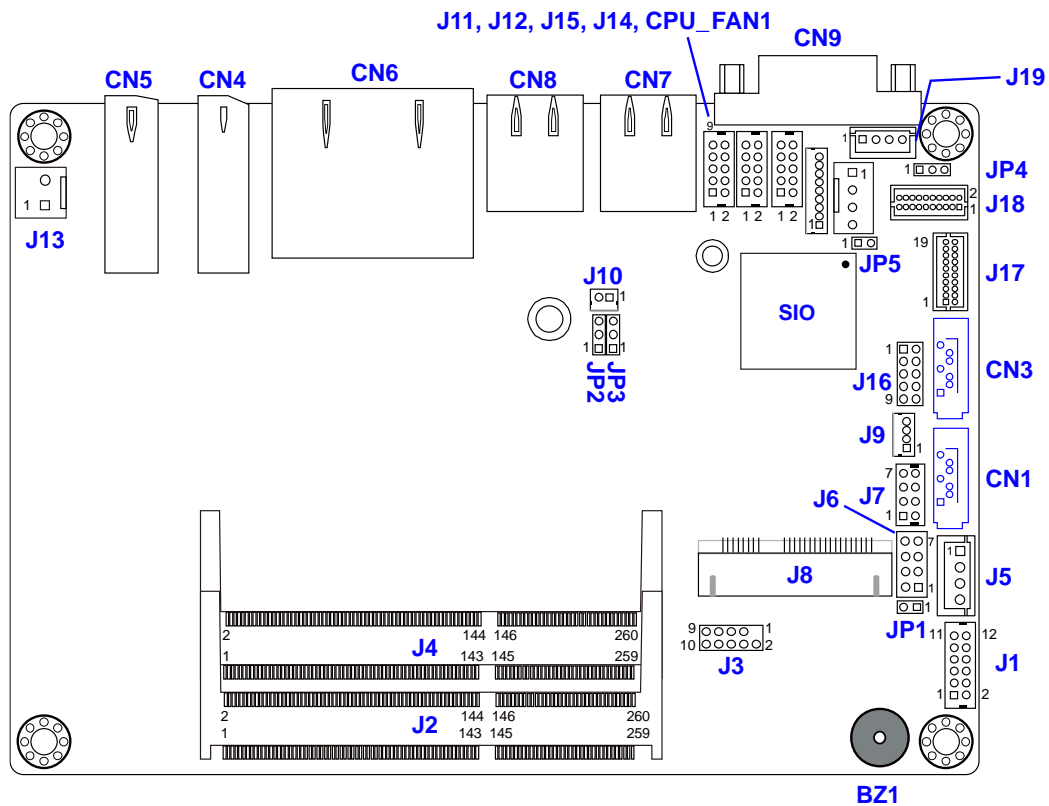 J11, J12, J15, J14, CPU_FAN1
CN9
CN5
CN4
CN6
CN8
CN7
J19
9
1
1
JP4
2
J18
1
1
J13
1 2
1 2
1 2
1
1
JP5
19
J17
1
J10
1
SIO
1
1
JP2
JP3
1
J16
9
CN3
J9
1
CN1
7
J7
1
J6
7
1
J8
1
J5
JP1
1
9
1
10
2
J3
11
12
J1
1
2
2
144
146
260
J4
1
143
145
259
2
144
146
260
J2
1
143
145
259
BZ1